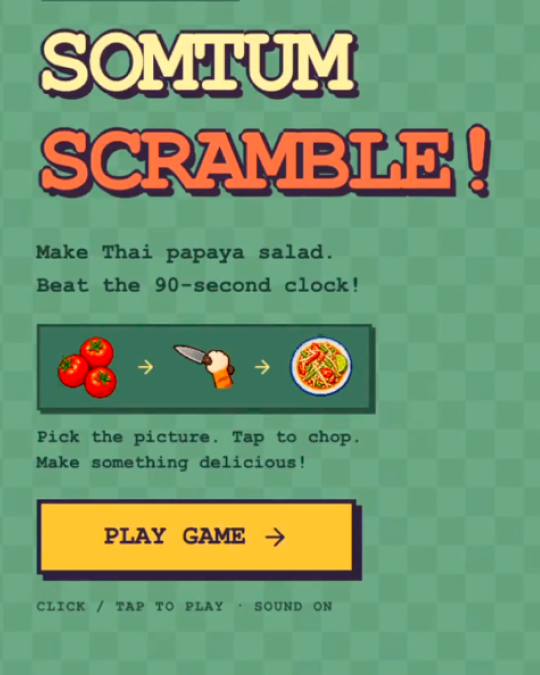 SOMTUM
SCRAMBLE!
Make Thai papaya salad.
Beat the 90-second clock!
Pick the picture. Tap to chop.
Make something delicious!
PLAY GAME →
CLICK / TAP TO PLAY · SOUND ON